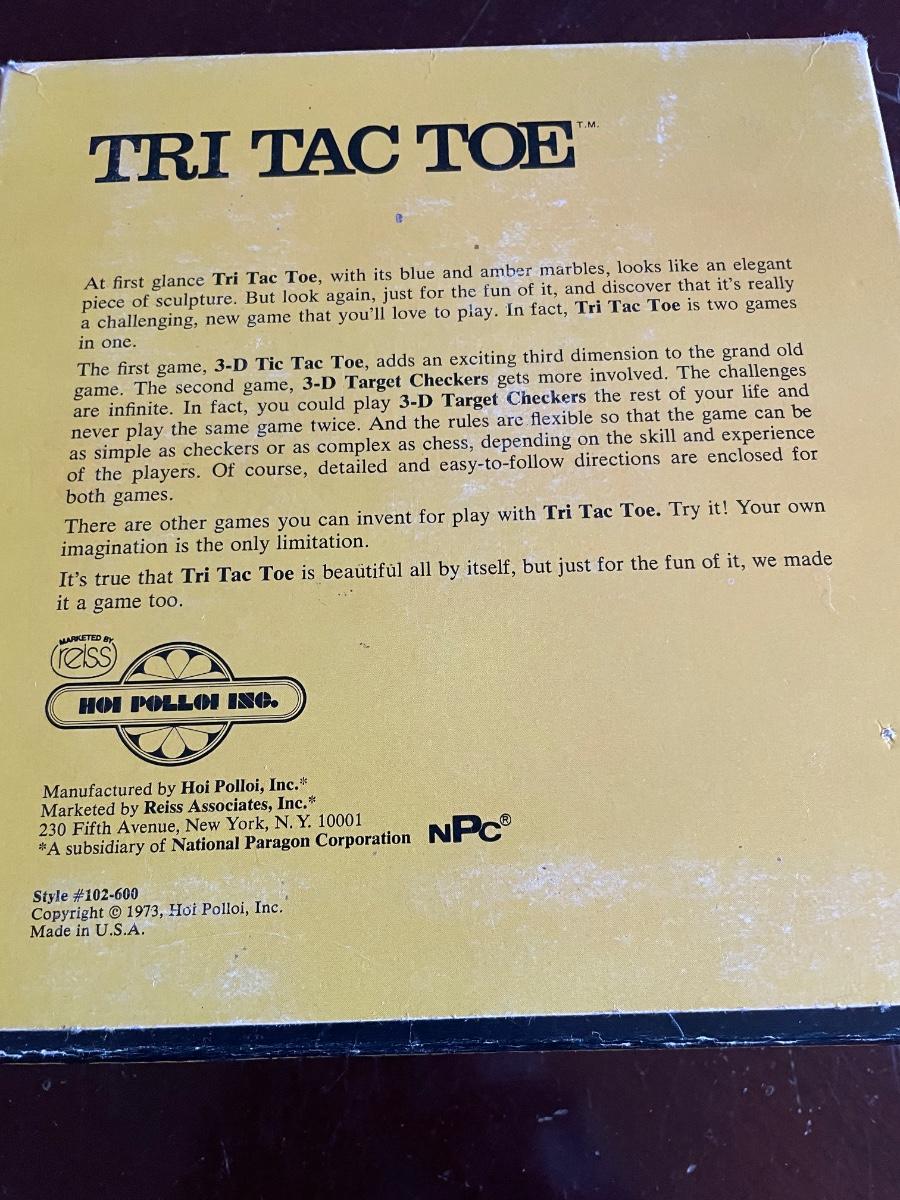 TRI TAC TOE T.M.
At first glance Tri Tac Toe, with its blue and amber marbles, looks like an elegant
piece of sculpture. But look again, just for the fun of it, and discover that it's really
a challenging, new game that you'll love to play. In fact, Tri Tac Toe is two games
in one.
The first game, 3-D Tic Tac Toe, adds an exciting third dimension to the grand old
game. The second game, 3-D Target Checkers gets more involved. The challenges
are infinite. In fact, you could play 3-D Target Checkers the rest of your life and
never play the same game twice. And the rules are flexible so that the game can be
as simple as checkers or as complex as chess, depending on the skill and experience
of the players. Of course, detailed and easy-to-follow directions are enclosed for
both games.
There are other games you can invent for play with Tri Tac Toe. Try it! Your own
imagination is the only limitation.
It's true that Tri Tac Toe is beautiful all by itself, but just for the fun of it, we made
it a game too.
MARKETED BY
reiss
HOI POLLOI INC.
Manufactured by Hoi Polloi, Inc.*
Marketed by Reiss Associates, Inc.*
230 Fifth Avenue, New York, N.Y. 10001
*A subsidiary of National Paragon Corporation NPC®
Style #102-600
Copyright © 1973, Hoi Polloi, Inc.
Made in U.S.A.